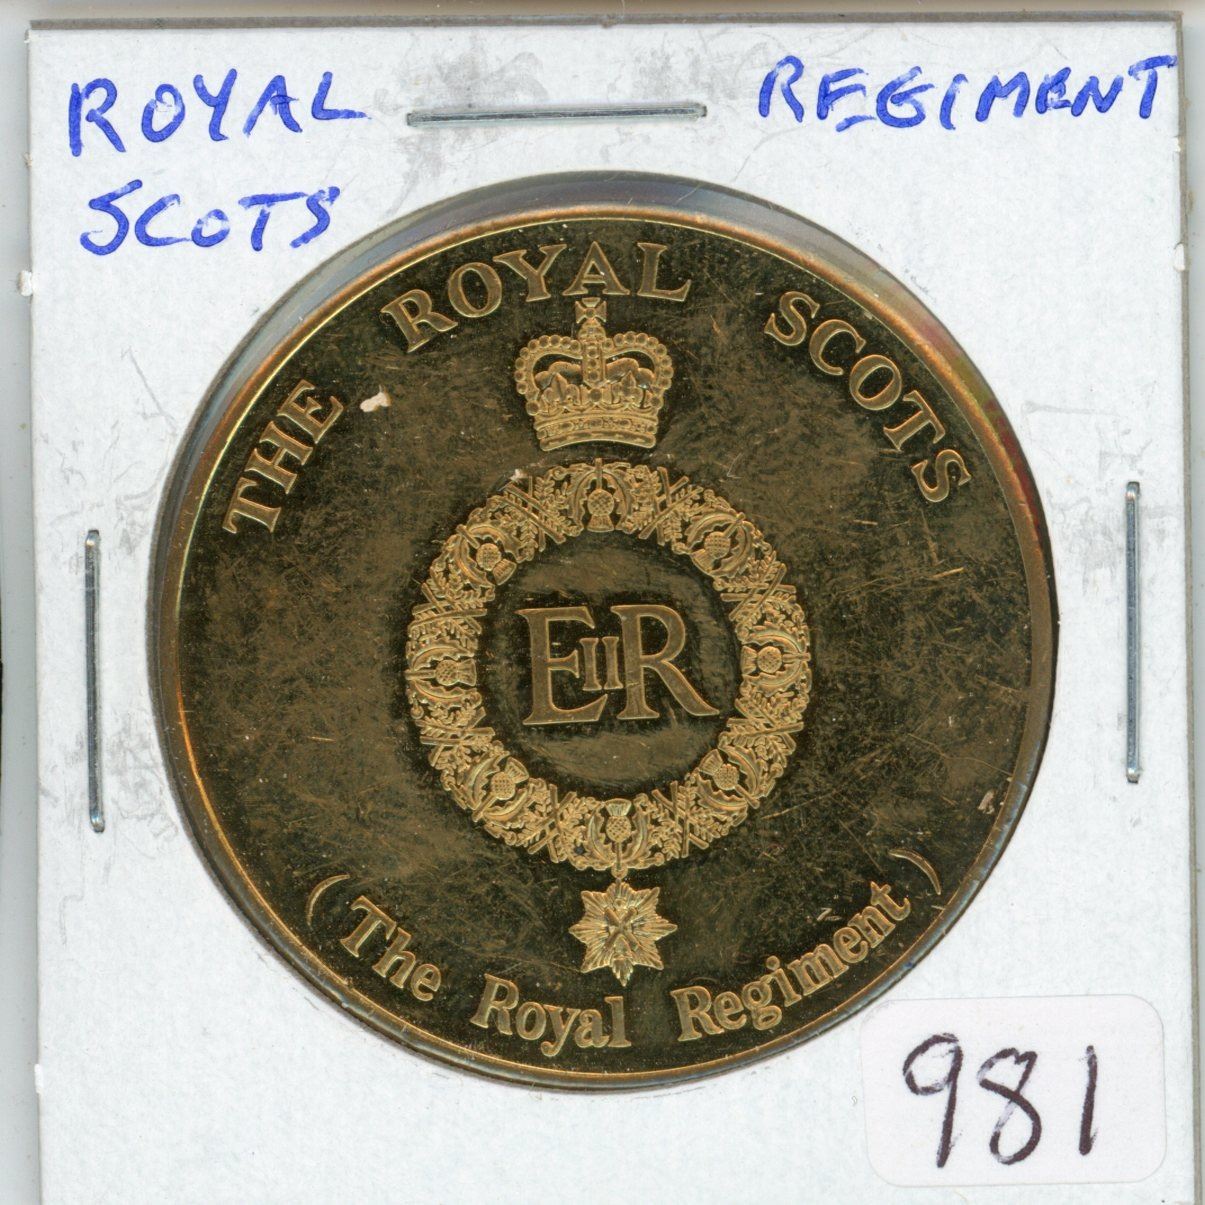 ROYAL REGIMENT
SCOTS
THE ROYAL SCOTS
EIIR
(The Royal Regiment)
981